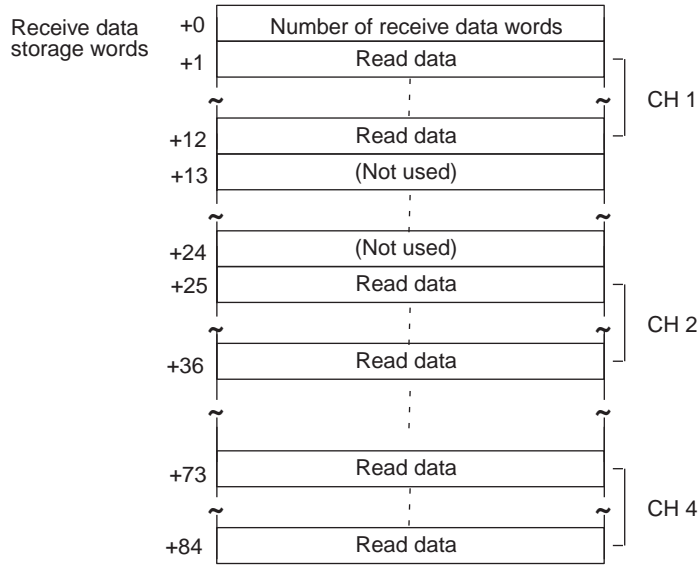 Receive data
storage words
+0 Number of receive data words
+1 Read data
CH 1
+12 Read data
+13 (Not used)
+24 (Not used)
+25 Read data
CH 2
+36 Read data
+73 Read data
CH 4
+84 Read data